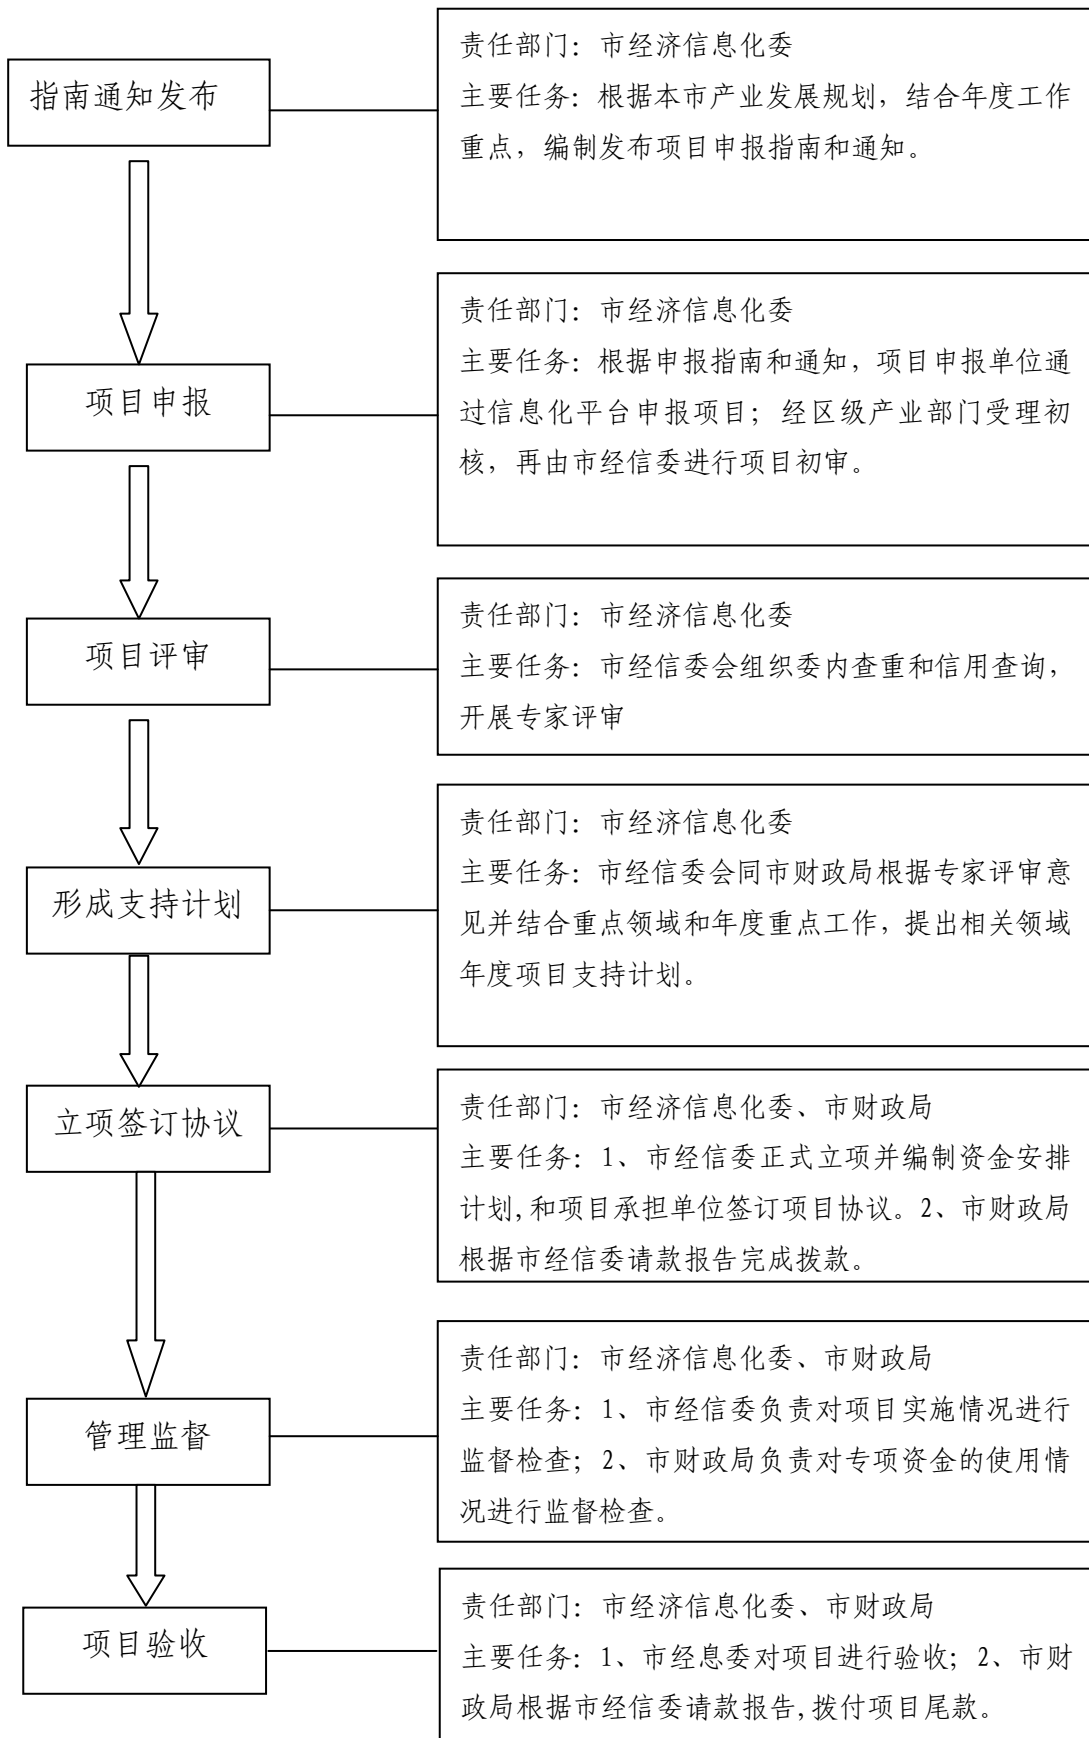 指南通知发布
责任部门：市经济信息化委
主要任务：根据本市产业发展规划，结合年度工作
重点，编制发布项目申报指南和通知。
项目申报
责任部门：市经济信息化委
主要任务：根据申报指南和通知，项目申报单位通
过信息化平台申报项目；经区级产业部门受理初
核，再由市经信委进行项目初审。
项目评审
责任部门：市经济信息化委
主要任务：市经信委会组织委内查重和信用查询，
开展专家评审
形成支持计划
责任部门：市经济信息化委
主要任务：市经信委会同市财政局根据专家评审意
见并结合重点领域和年度重点工作，提出相关领域
年度项目支持计划。
立项签订协议
责任部门：市经济信息化委、市财政局
主要任务：1、市经信委正式立项并编制资金安排
计划,和项目承担单位签订项目协议。2、市财政局
根据市经信委请款报告完成拨款。
管理监督
责任部门：市经济信息化委、市财政局
主要任务：1、市经信委负责对项目实施情况进行
监督检查；2、市财政局负责对专项资金的使用情
况进行监督检查。
项目验收
责任部门：市经济信息化委、市财政局
主要任务：1、市经息委对项目进行验收；2、市财
政局根据市经信委请款报告,拨付项目尾款。